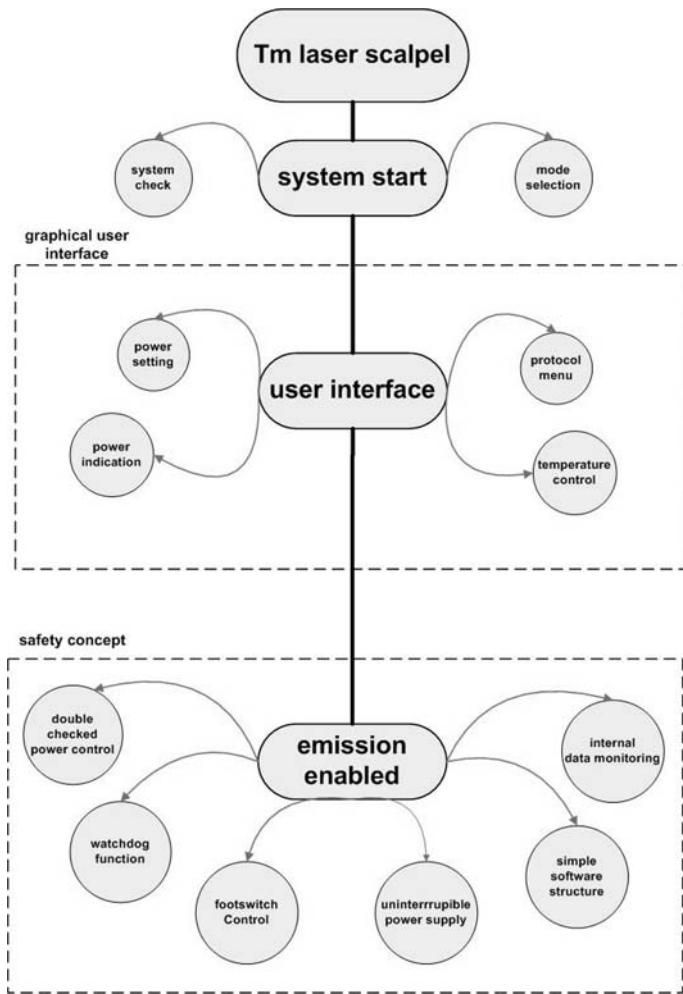 Tm laser scalpel
system
check
system start
mode
selection
graphical user
interface
power
setting
protocol
menu
user interface
power
indication
temperature
control
safety concept
double
checked
power control
emission
enabled
internal
data monitoring
watchdog
function
simple
software
structure
footswitch
Control
uninterrrupible
power supply